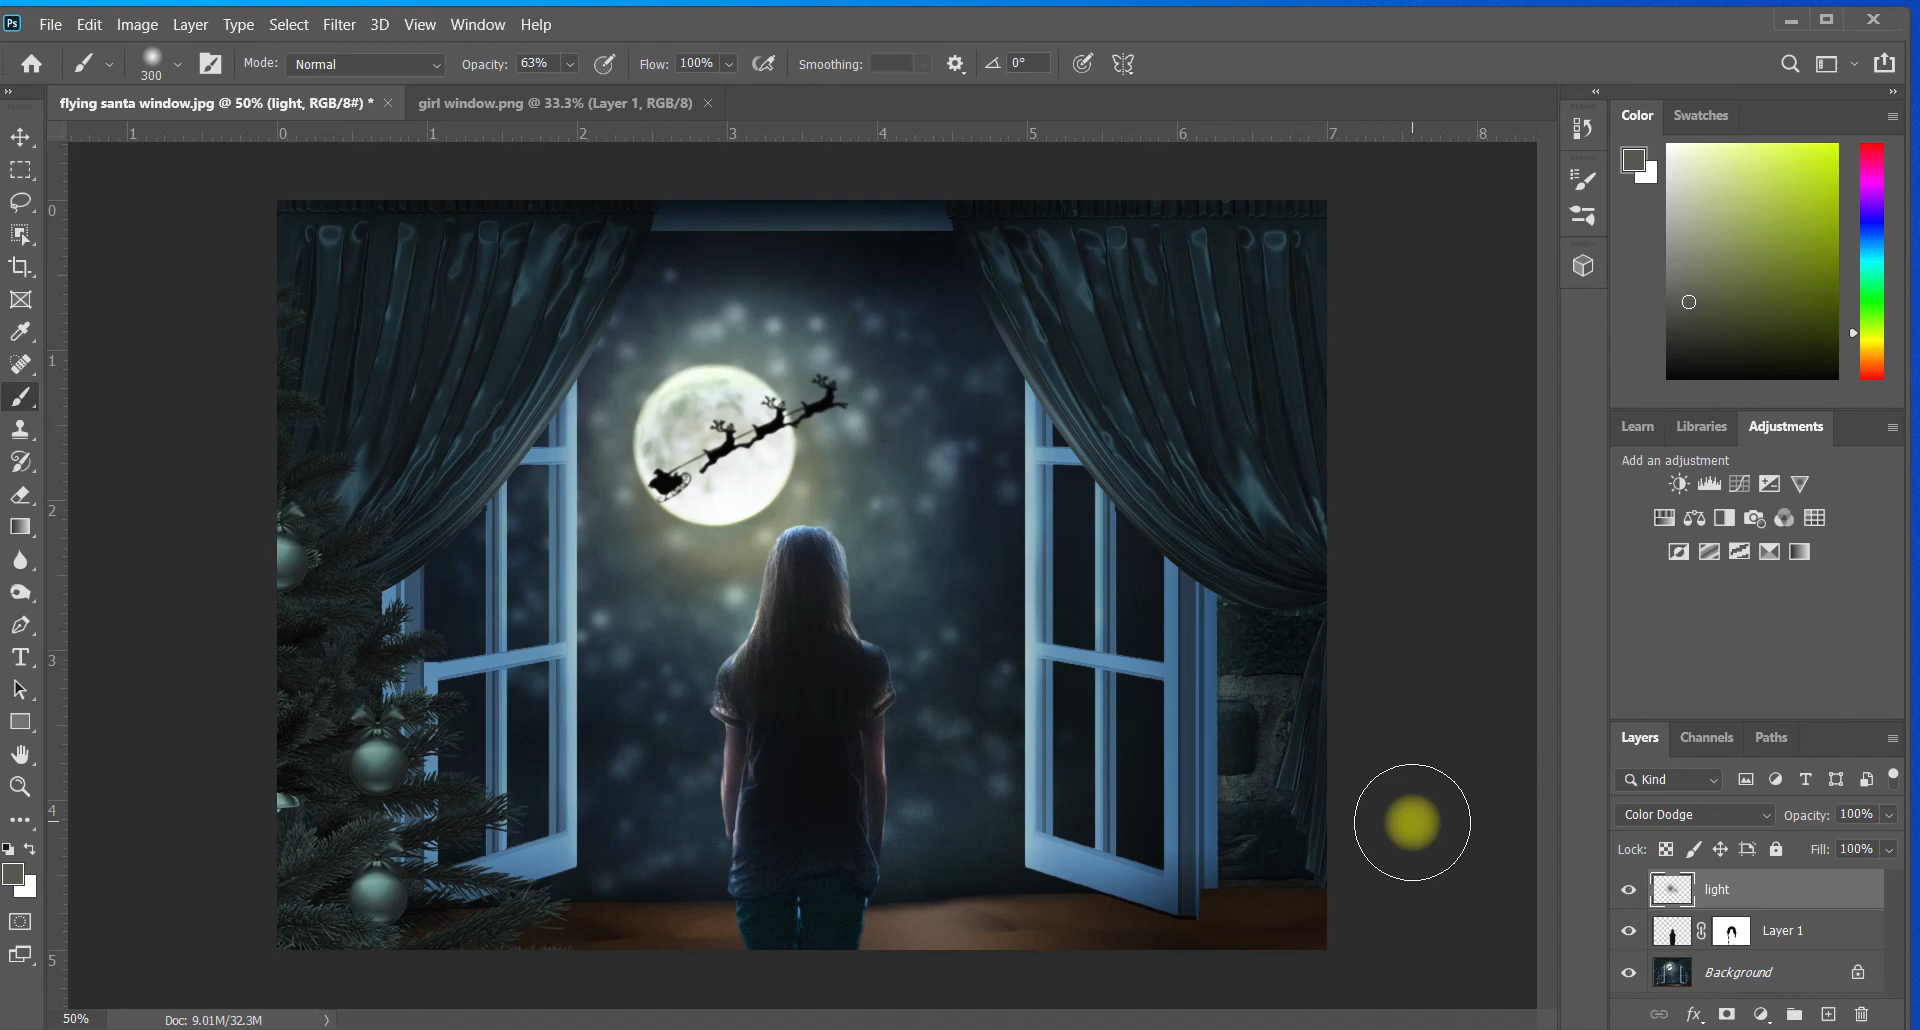 Ps File Edit Image Layer Type Select Filter 3D View Window Help
300 Mode: Normal Opacity: 63% Flow: 100% Smoothing: 0°
flying santa window.jpg @ 50% (light, RGB/8#) * girl window.png @ 33.3% (Layer 1, RGB/8)
1 0 1 2 3 4 5 6 7 8
0
1
2
3
4
5
Color Swatches
Learn Libraries Adjustments
Add an adjustment
Layers Channels Paths
Kind
Color Dodge Opacity: 100%
Lock: Fill: 100%
light
Layer 1
Background
50% Doc: 9.01M/32.3M